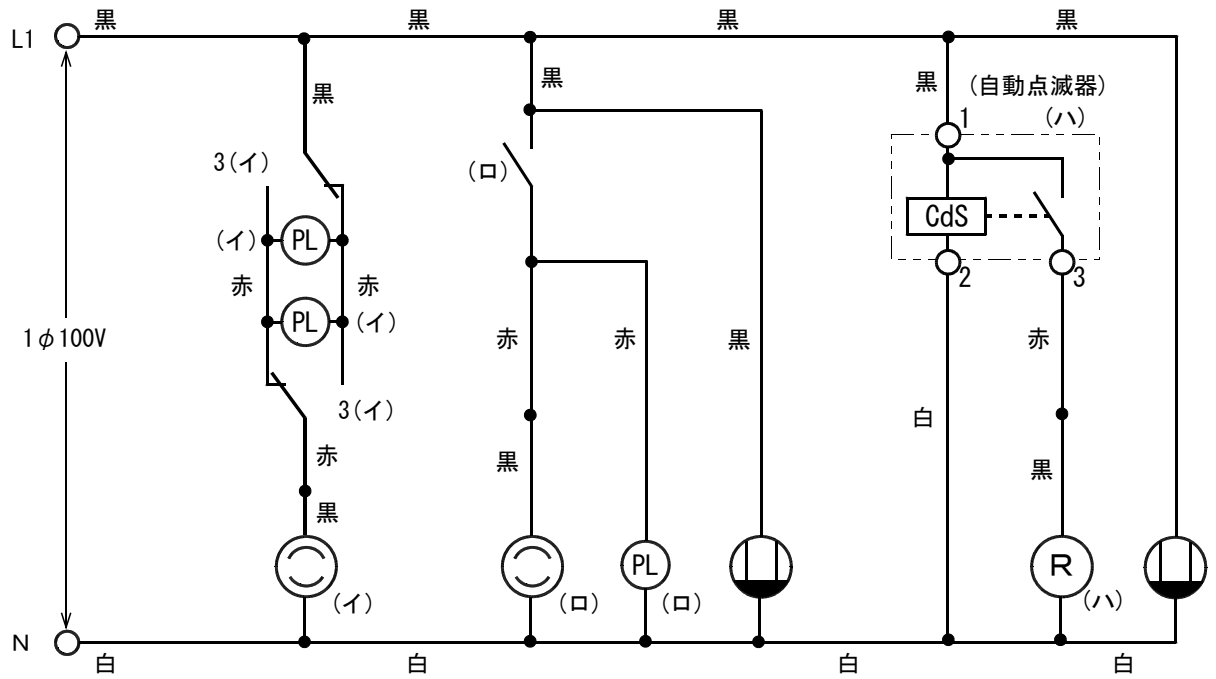 黒 黒 黒 黒
L1
黒 黒 黒 (自動点滅器)
1 (ハ)
3(イ)
(ロ)
CdS
(イ) PL
2 3
赤 赤
PL (イ)
1φ100V
赤 赤 黒 赤
3(イ)
白
赤
黒 黒
黒
PL R
(イ) (ロ) (ロ) (ハ)
N
白 白 白 白